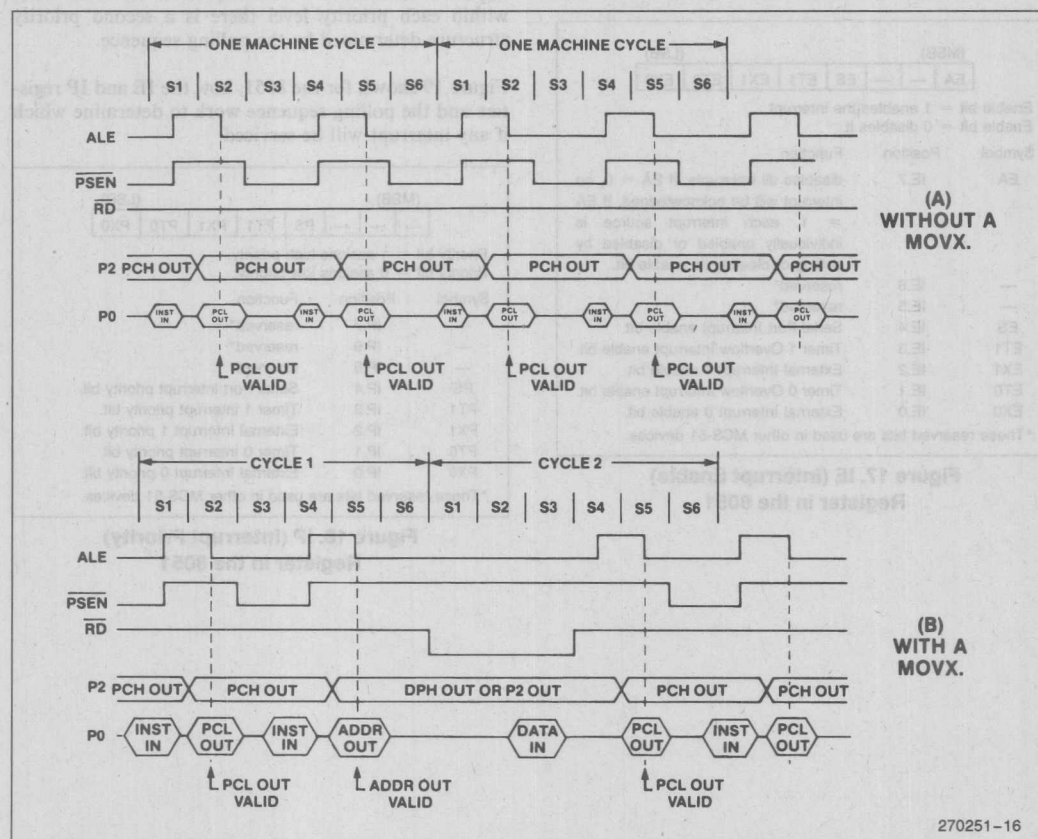 ONE MACHINE CYCLE ONE MACHINE CYCLE
S1 S2 S3 S4 S5 S6 S1 S2 S3 S4 S5 S6
ALE
PSEN
RD
(A)
WITHOUT A
MOVX.
P2 PCH OUT PCH OUT PCH OUT PCH OUT PCH OUT PCH OUT
P0 INST IN PCL OUT INST IN PCL OUT INST IN PCL OUT INST IN PCL OUT INST IN PCL OUT
PCL OUT VALID PCL OUT VALID PCL OUT VALID PCL OUT VALID
CYCLE 1 CYCLE 2
S1 S2 S3 S4 S5 S6 S1 S2 S3 S4 S5 S6
ALE
PSEN
RD
(B)
WITH A
MOVX.
P2 PCH OUT PCH OUT DPH OUT OR P2 OUT PCH OUT PCH OUT
P0 INST IN PCL OUT INST IN ADDR OUT DATA IN PCL OUT INST IN PCL OUT
PCL OUT VALID ADDR OUT VALID PCL OUT VALID
270251-16